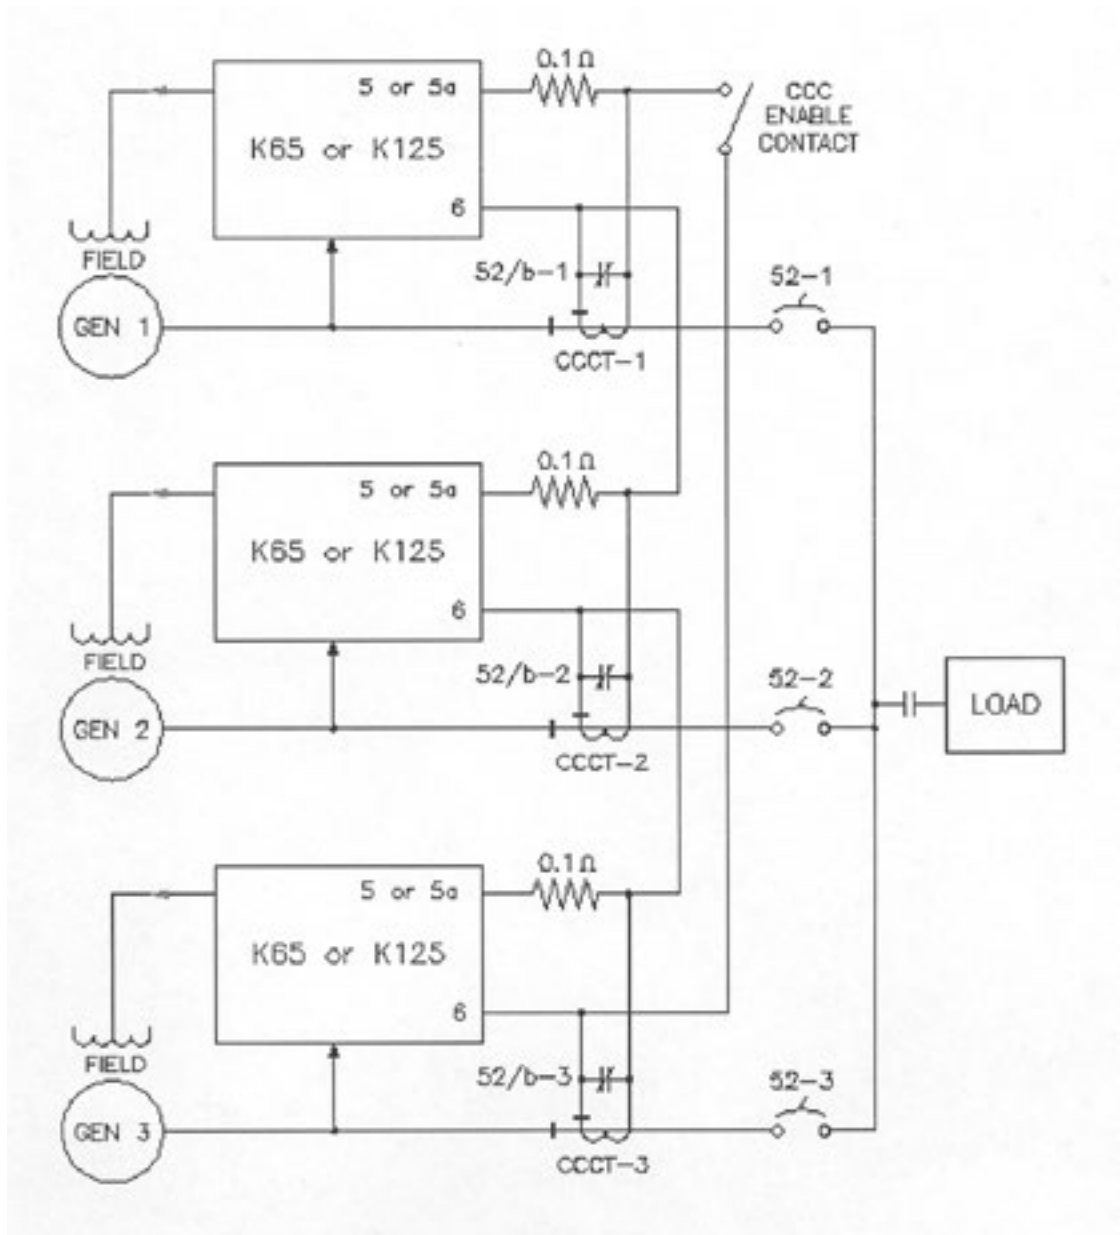 0.1Ω
5 or 5a
CCC
ENABLE
CONTACT
K65 or K125
6
FIELD
52/b-1
52-1
GEN 1
CCCT-1
0.1Ω
5 or 5a
K65 or K125
6
FIELD
52/b-2
52-2
GEN 2
LOAD
CCCT-2
0.1Ω
5 or 5a
K65 or K125
6
FIELD
52/b-3
52-3
GEN 3
CCCT-3